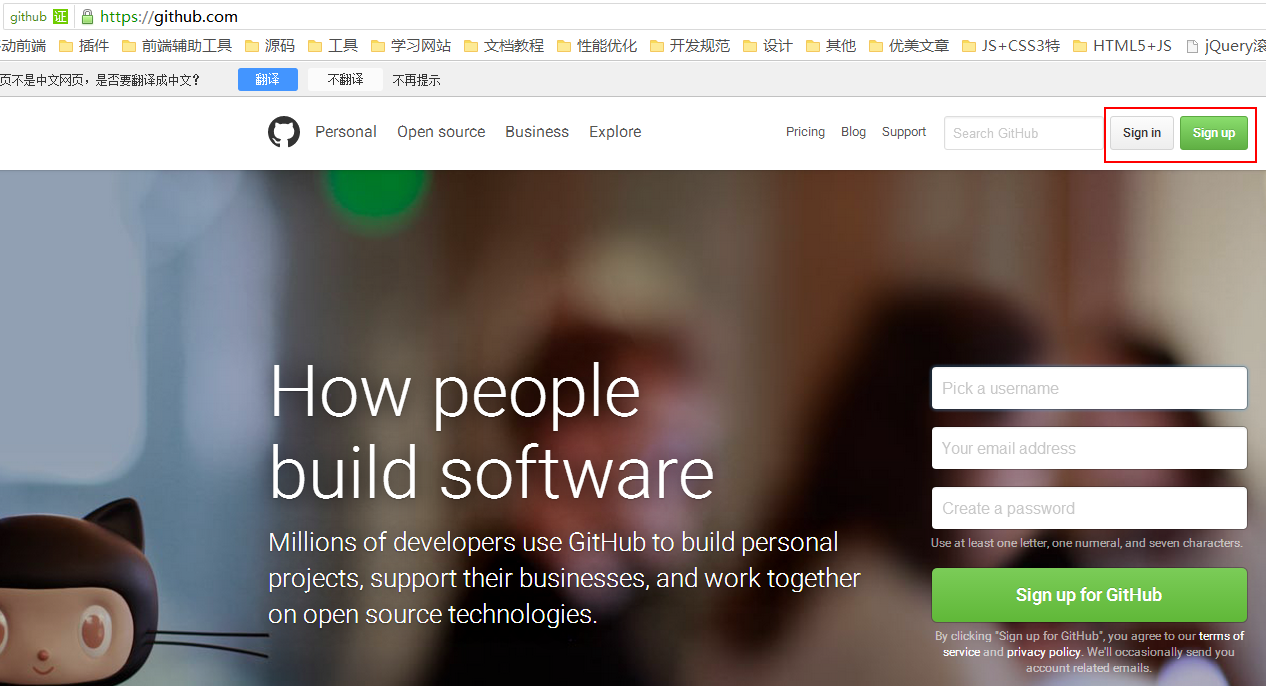 github 证 https://github.com
动前端 插件 前端辅助工具 源码 工具 学习网站 文档教程 性能优化 开发规范 设计 其他 优美文章 JS+CSS3特 HTML5+JS jQuery滚
页不是中文网页，是否要翻译成中文？ 翻译 不翻译 不再提示
Personal Open source Business Explore Pricing Blog Support Search GitHub Sign in Sign up
How people
build software
Millions of developers use GitHub to build personal
projects, support their businesses, and work together
on open source technologies.
Pick a username
Your email address
Create a password
Use at least one letter, one numeral, and seven characters.
Sign up for GitHub
By clicking "Sign up for GitHub", you agree to our terms of
service and privacy policy. We'll occasionally send you
account related emails.